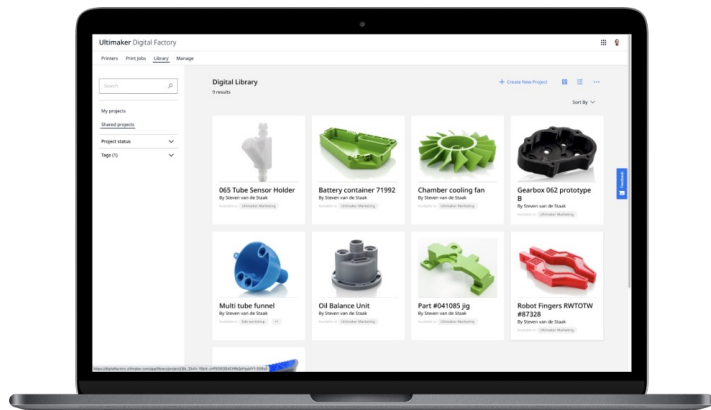 Ultimaker Digital Factory
Printers Print Jobs Library Manage
Search
Digital Library
9 results
Create New Project
Sort By
My projects
Shared projects
Project status
Tags (5)
065 Tube Sensor Holder
By Steven van de Staak
Ultimaker Marketing
Battery container 71992
By Steven van de Staak
Ultimaker Marketing
Chamber cooling fan
By Steven van de Staak
Ultimaker Marketing
Gearbox 062 prototype
B
By Steven van de Staak
Ultimaker Marketing
Feedback
Multi tube funnel
By Steven van de Staak
+1
Oil Balance Unit
By Steven van de Staak
Ultimaker Marketing
Part #041085 jig
By Steven van de Staak
Ultimaker Marketing
Robot Fingers RWTOTW
#87328
By Steven van de Staak
Ultimaker Marketing